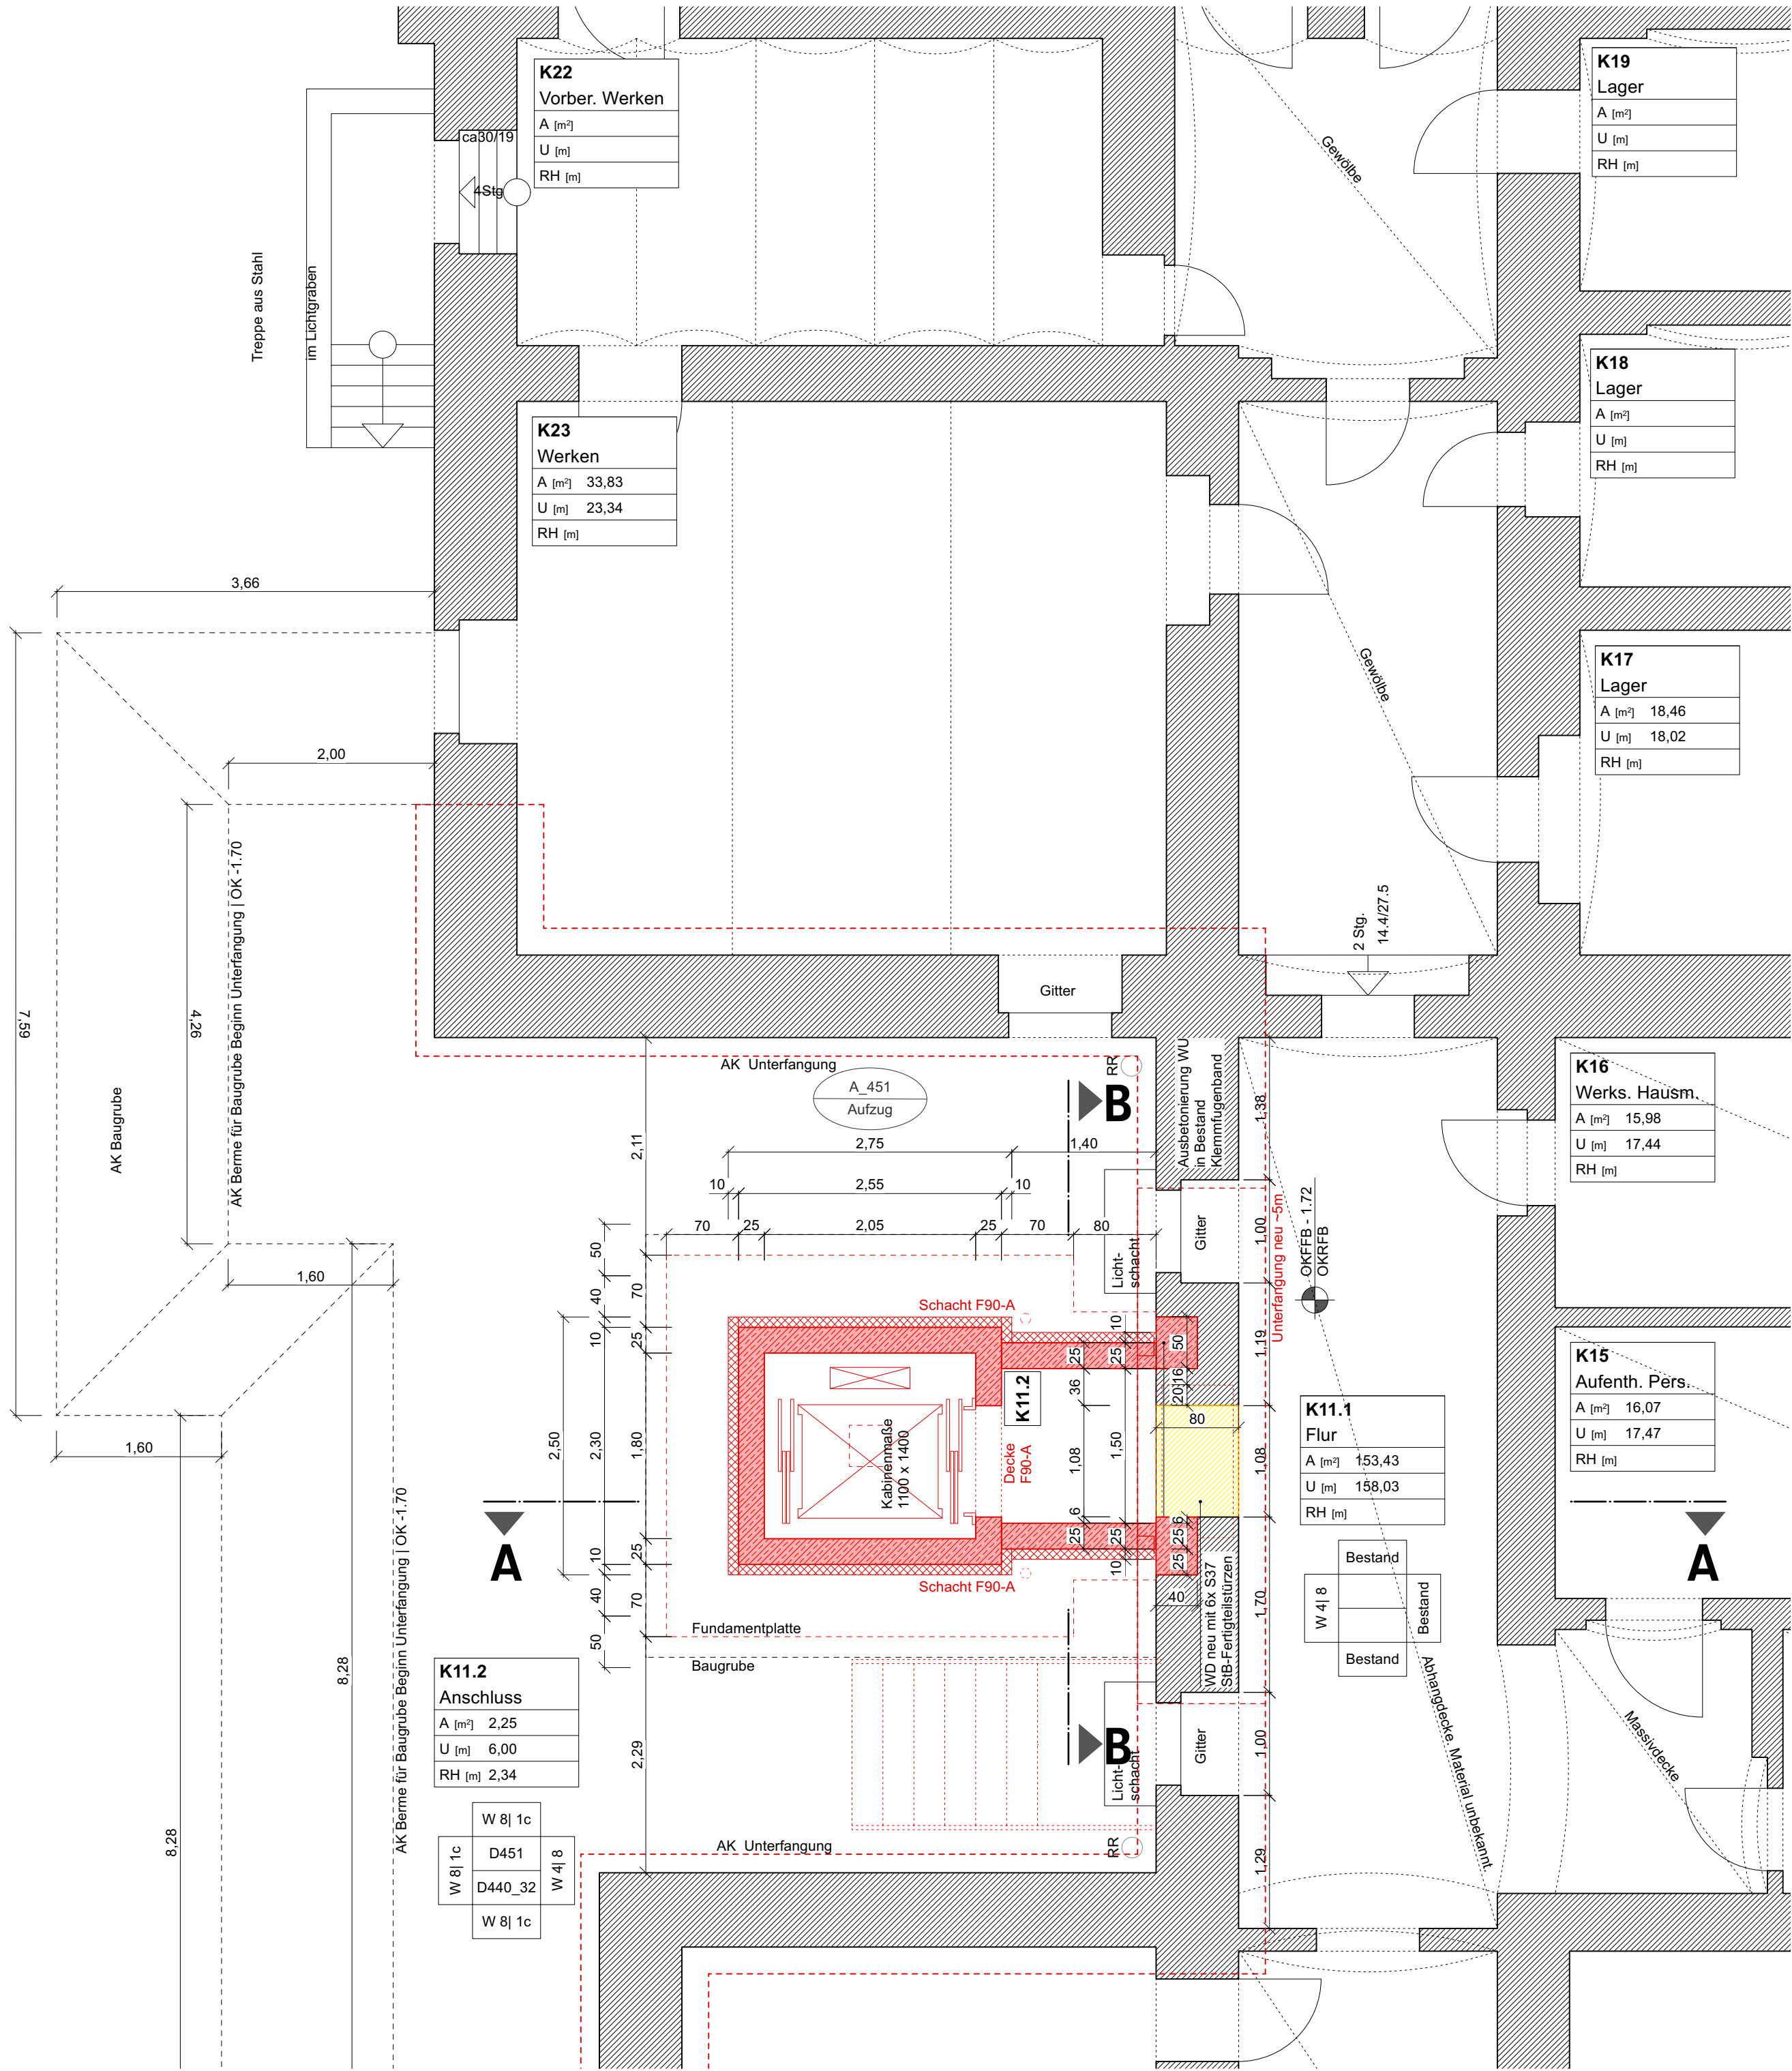 K22
Vorber. Werken
A [m²]
U [m]
RH [m]
ca30/19
4Stg
Treppe aus Stahl
im Lichtgraben
Gewölbe
K19
Lager
A [m²]
U [m]
RH [m]
K18
Lager
A [m²]
U [m]
RH [m]
K23
Werken
A [m²] 33,83
U [m] 23,34
RH [m]
K17
Lager
A [m²] 18,46
U [m] 18,02
RH [m]
Gewölbe
3,66
2,00
7,59
4,26
AK Baugrube
AK Berme für Baugrube Beginn Unterfangung | OK -1.70
1,60
1,60
8,28
8,28
AK Berme für Baugrube Beginn Unterfangung | OK -1.70
2 Stg.
14.4/27.5
Gitter
AK Unterfangung
RR
A_451
Aufzug
B
Ausbetonierung WU
in Bestand
Klemmfugenband
1,38
K16
Werks. Hausm.
A [m²] 15,98
U [m] 17,44
RH [m]
2,11
2,75
1,40
10
2,55
10
70
25
2,05
25
70
80
50
40
10
70
25
Licht-
schacht
Gitter
1,00
Unterfangung neu ~5m
OKFFB - 1.72
OKRFB
Schacht F90-A
10
25
25
50
36
16
20
1,19
K11.2
Decke
F90-A
Kabinenmaße
1100 x 1400
2,50
2,30
1,80
1,08
1,50
80
1,08
6
25
25
10
6
25
25
40
K15
Aufenth. Pers.
A [m²] 16,07
U [m] 17,47
RH [m]
K11.1
Flur
A [m²] 153,43
U [m] 158,03
RH [m]
A
A
10
40
50
25
70
Schacht F90-A
Fundamentplatte
Baugrube
WD neu mit 6x S37
StB-Fertigteilstürzen
1,70
Bestand
W 4| 8
Bestand
Bestand
Abhangdecke. Material unbekannt.
Massivdecke
K11.2
Anschluss
A [m²] 2,25
U [m] 6,00
RH [m] 2,34
2,29
B
Licht-
schacht
Gitter
1,00
1,29
W 8| 1c
W 8| 1c
D451
W 4| 8
D440_32
W 8| 1c
AK Unterfangung
RR